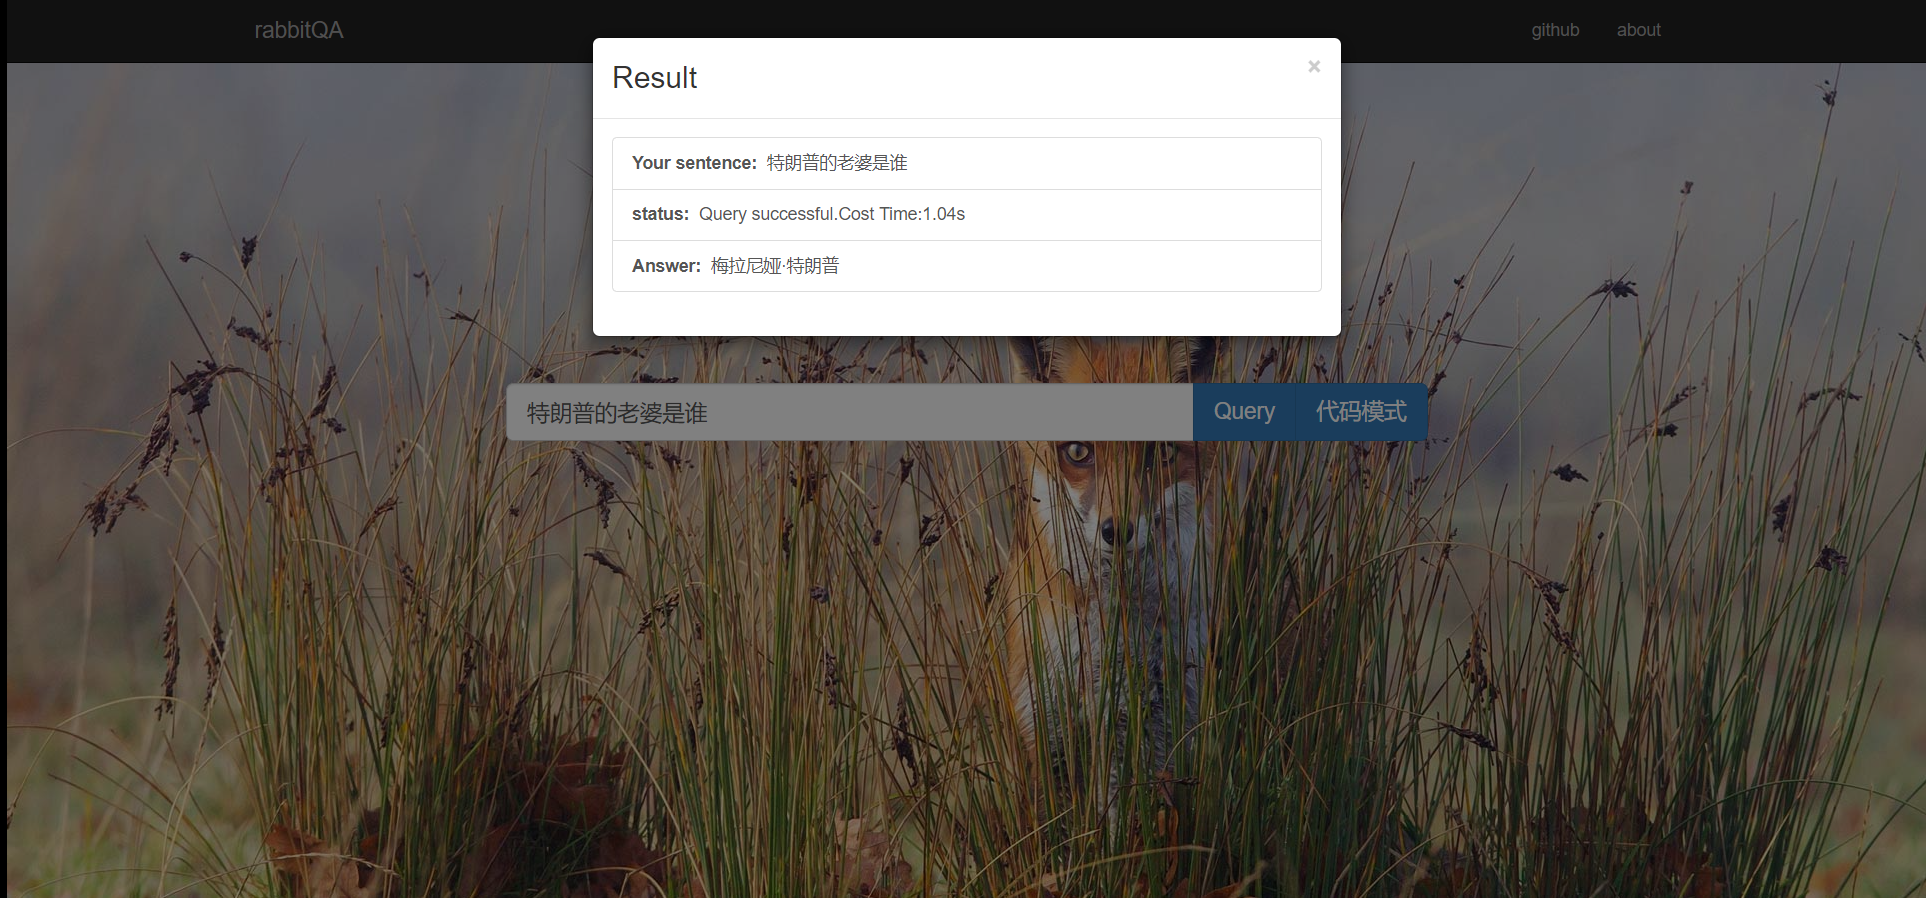 rabbitQA github about
Result ×
Your sentence: 特朗普的老婆是谁
status: Query successful.Cost Time:1.04s
Answer: 梅拉尼娅·特朗普
特朗普的老婆是谁 Query 代码模式